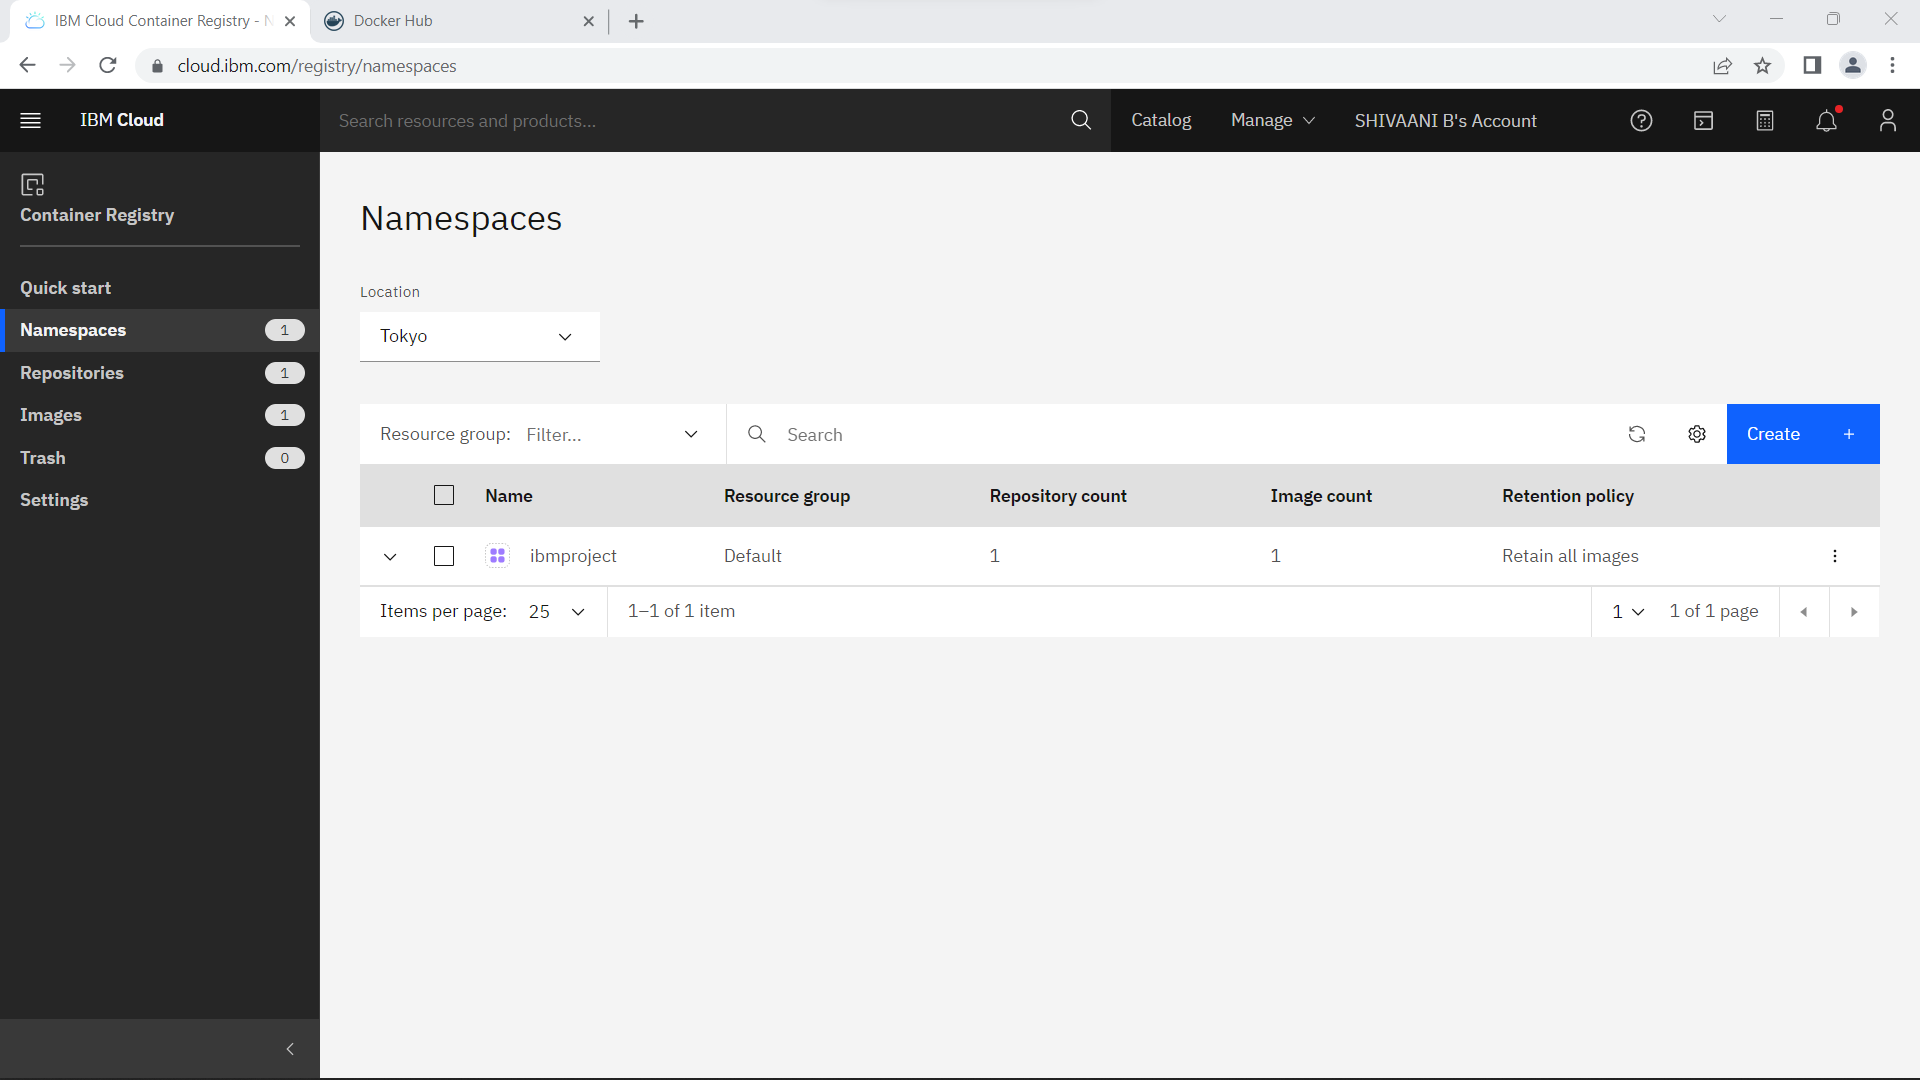 IBM Cloud Container Registry - N
Docker Hub
cloud.ibm.com/registry/namespaces
IBM Cloud
Search resources and products...
Catalog
Manage
SHIVAANI B's Account
Container Registry
Quick start
Namespaces 1
Repositories 1
Images 1
Trash 0
Settings
Namespaces
Location
Tokyo
Resource group: Filter...
Search
Create +
Name Resource group Repository count Image count Retention policy
ibmproject Default 1 1 Retain all images
Items per page: 25 1–1 of 1 item 1 1 of 1 page